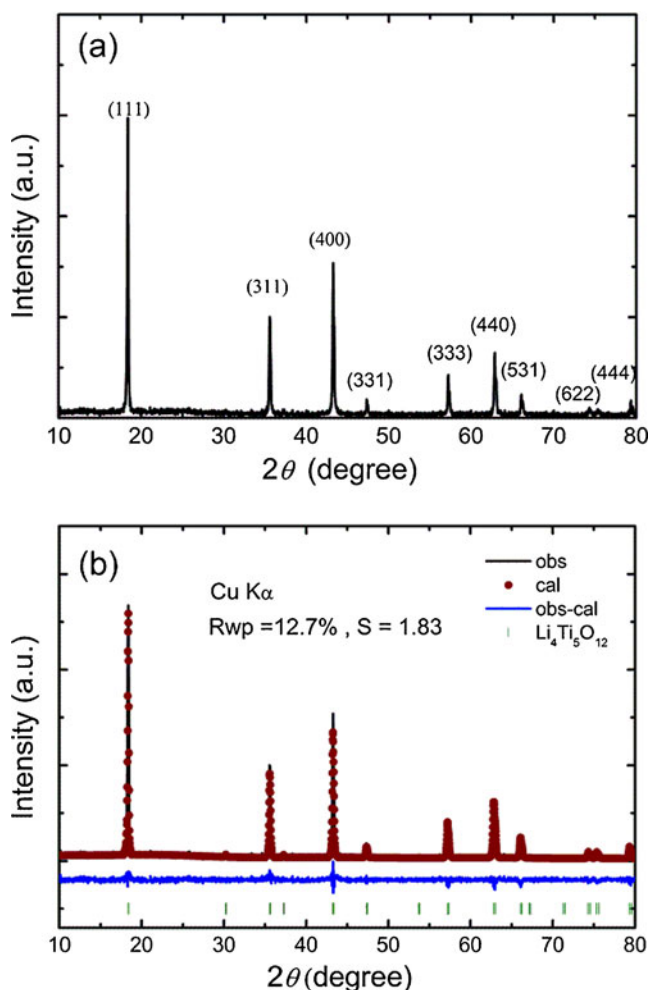 (a)
Intensity (a.u.)
(111)
(311)
(400)
(331)
(333)
(440)
(531)
(622)
(444)
10 20 30 40 50 60 70 80
2θ (degree)
(b)
Intensity (a.u.)
Cu Kα
Rwp =12.7% , S = 1.83
obs
cal
obs-cal
Li₄Ti₅O₁₂
10 20 30 40 50 60 70 80
2θ (degree)